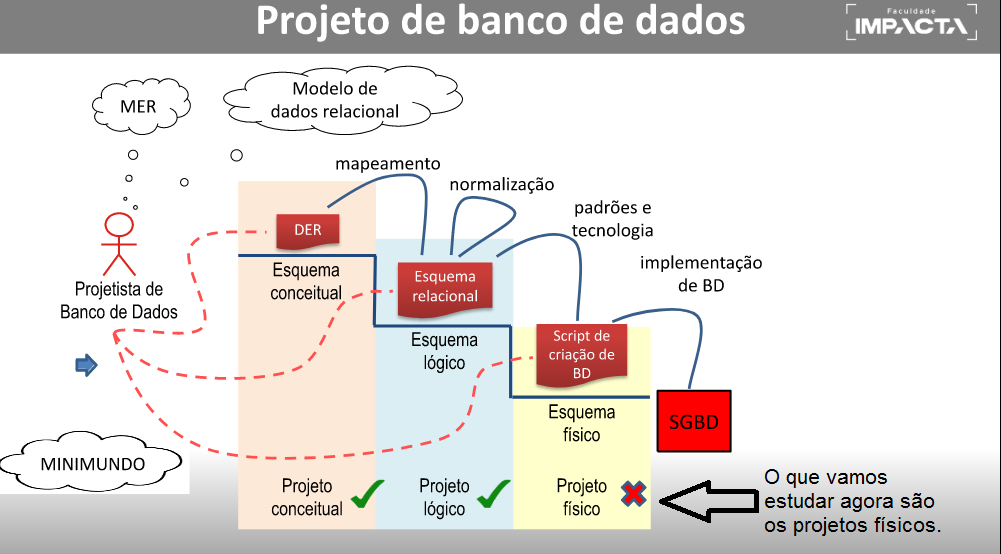 Projeto de banco de dados
Faculdade
IMPACTA
MER
Modelo de
dados relacional
mapeamento
normalização
padrões e
tecnologia
implementação
de BD
DER
Esquema
conceitual
Projetista de
Banco de Dados
Esquema
relacional
Esquema
lógico
Script de
criação de
BD
Esquema
físico
SGBD
MINIMUNDO
Projeto
conceitual
Projeto
lógico
Projeto
físico
O que vamos
estudar agora são
os projetos físicos.